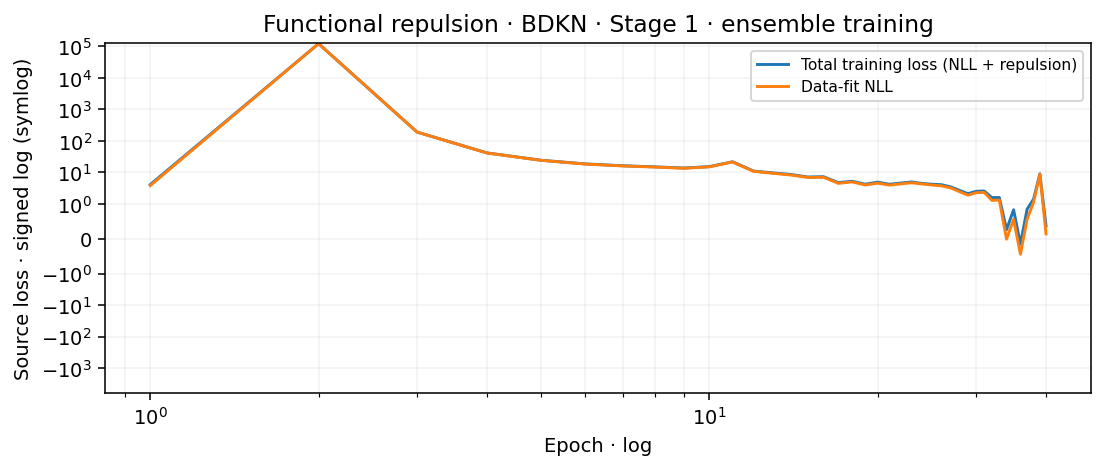 Functional repulsion · BDKN · Stage 1 · ensemble training
Source loss · signed log (symlog)
10⁵
10⁴
10³
10²
10¹
10⁰
0
−10⁰
−10¹
−10²
−10³
Total training loss (NLL + repulsion)
Data-fit NLL
10⁰
10¹
Epoch · log